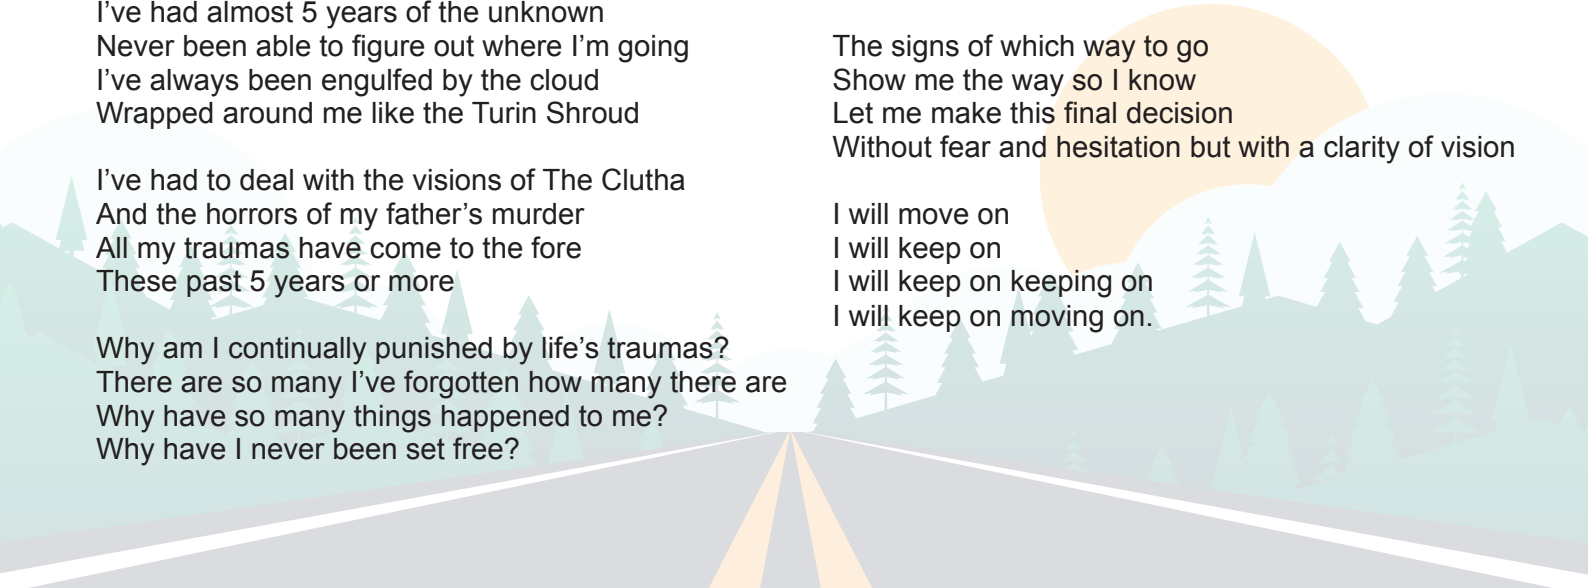 I've had almost 5 years of the unknown
Never been able to figure out where I'm going
I've always been engulfed by the cloud
Wrapped around me like the Turin Shroud

I've had to deal with the visions of The Clutha
And the horrors of my father's murder
All my traumas have come to the fore
These past 5 years or more

Why am I continually punished by life's traumas?
There are so many I've forgotten how many there are
Why have so many things happened to me?
Why have I never been set free?

The signs of which way to go
Show me the way so I know
Let me make this final decision
Without fear and hesitation but with a clarity of vision

I will move on
I will keep on
I will keep on keeping on
I will keep on moving on.